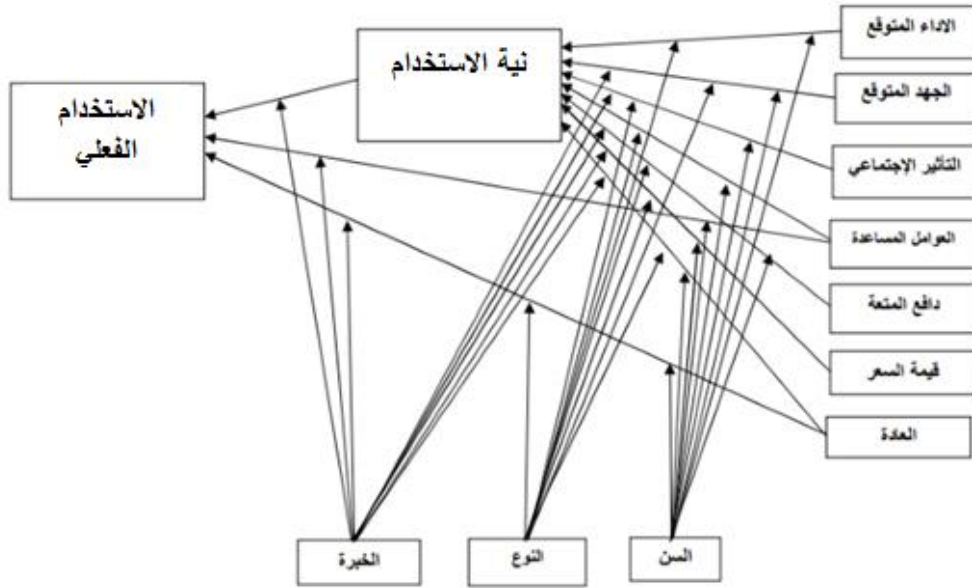 الاداء المتوقع
نية الاستخدام
الاستخدام
الفعلي
الجهد المتوقع
التأثير الإجتماعي
العوامل المساعدة
دافع المتعة
قيمة السعر
العادة
السن
النوع
الخبرة